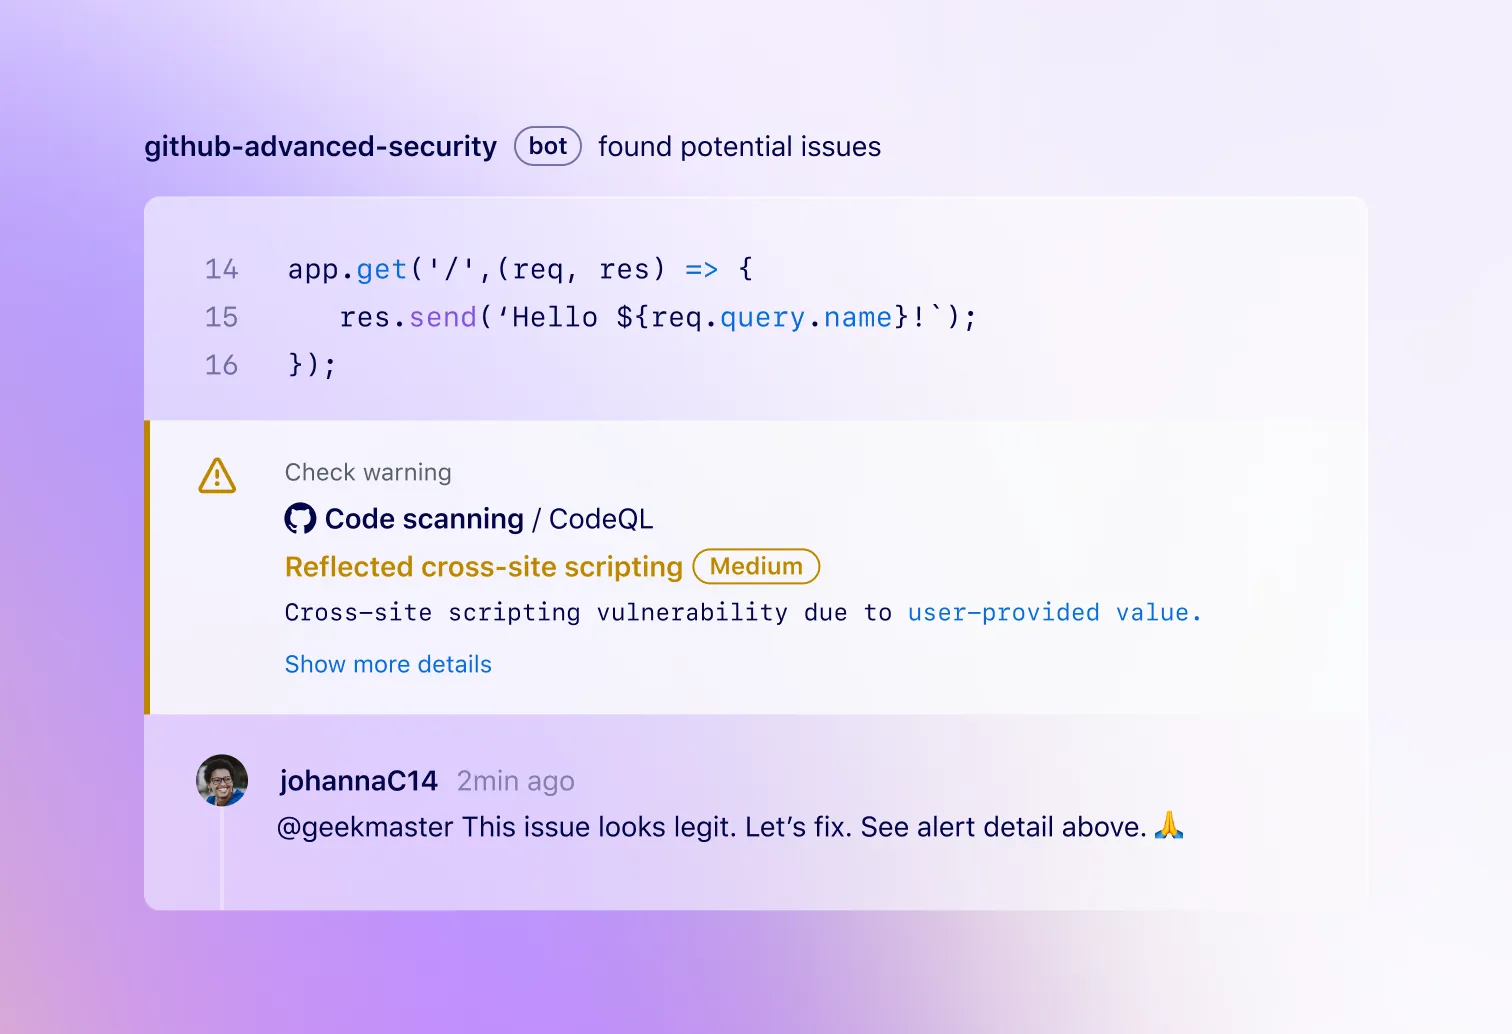 github-advanced-security bot found potential issues
14 app.get('/',(req, res) => {
15 res.send(‘Hello ${req.query.name}!`);
16 });
Check warning
Code scanning / CodeQL
Reflected cross-site scripting Medium
Cross-site scripting vulnerability due to user-provided value.
Show more details
johannaC14 2min ago
@geekmaster This issue looks legit. Let’s fix. See alert detail above. 🙏